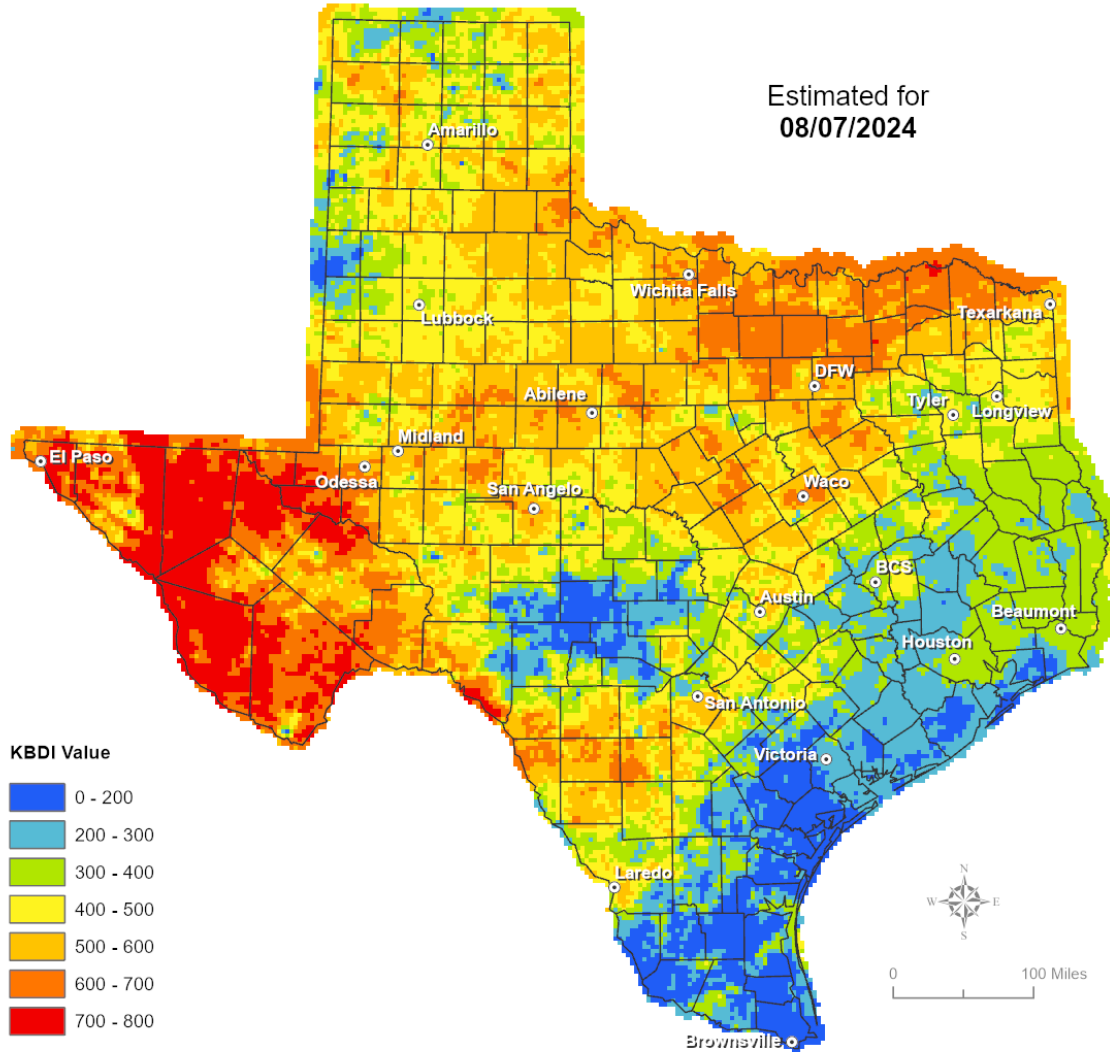 Estimated for
08/07/2024
Amarillo
Wichita Falls
Lubbock
Texarkana
DFW
Abilene
Tyler
Longview
Midland
El Paso
Odessa
San Angelo
Waco
BCS
Austin
Beaumont
Houston
San Antonio
Victoria
Laredo
Brownsville
KBDI Value
0 - 200
200 - 300
300 - 400
400 - 500
500 - 600
600 - 700
700 - 800
N
W E
S
0 100 Miles